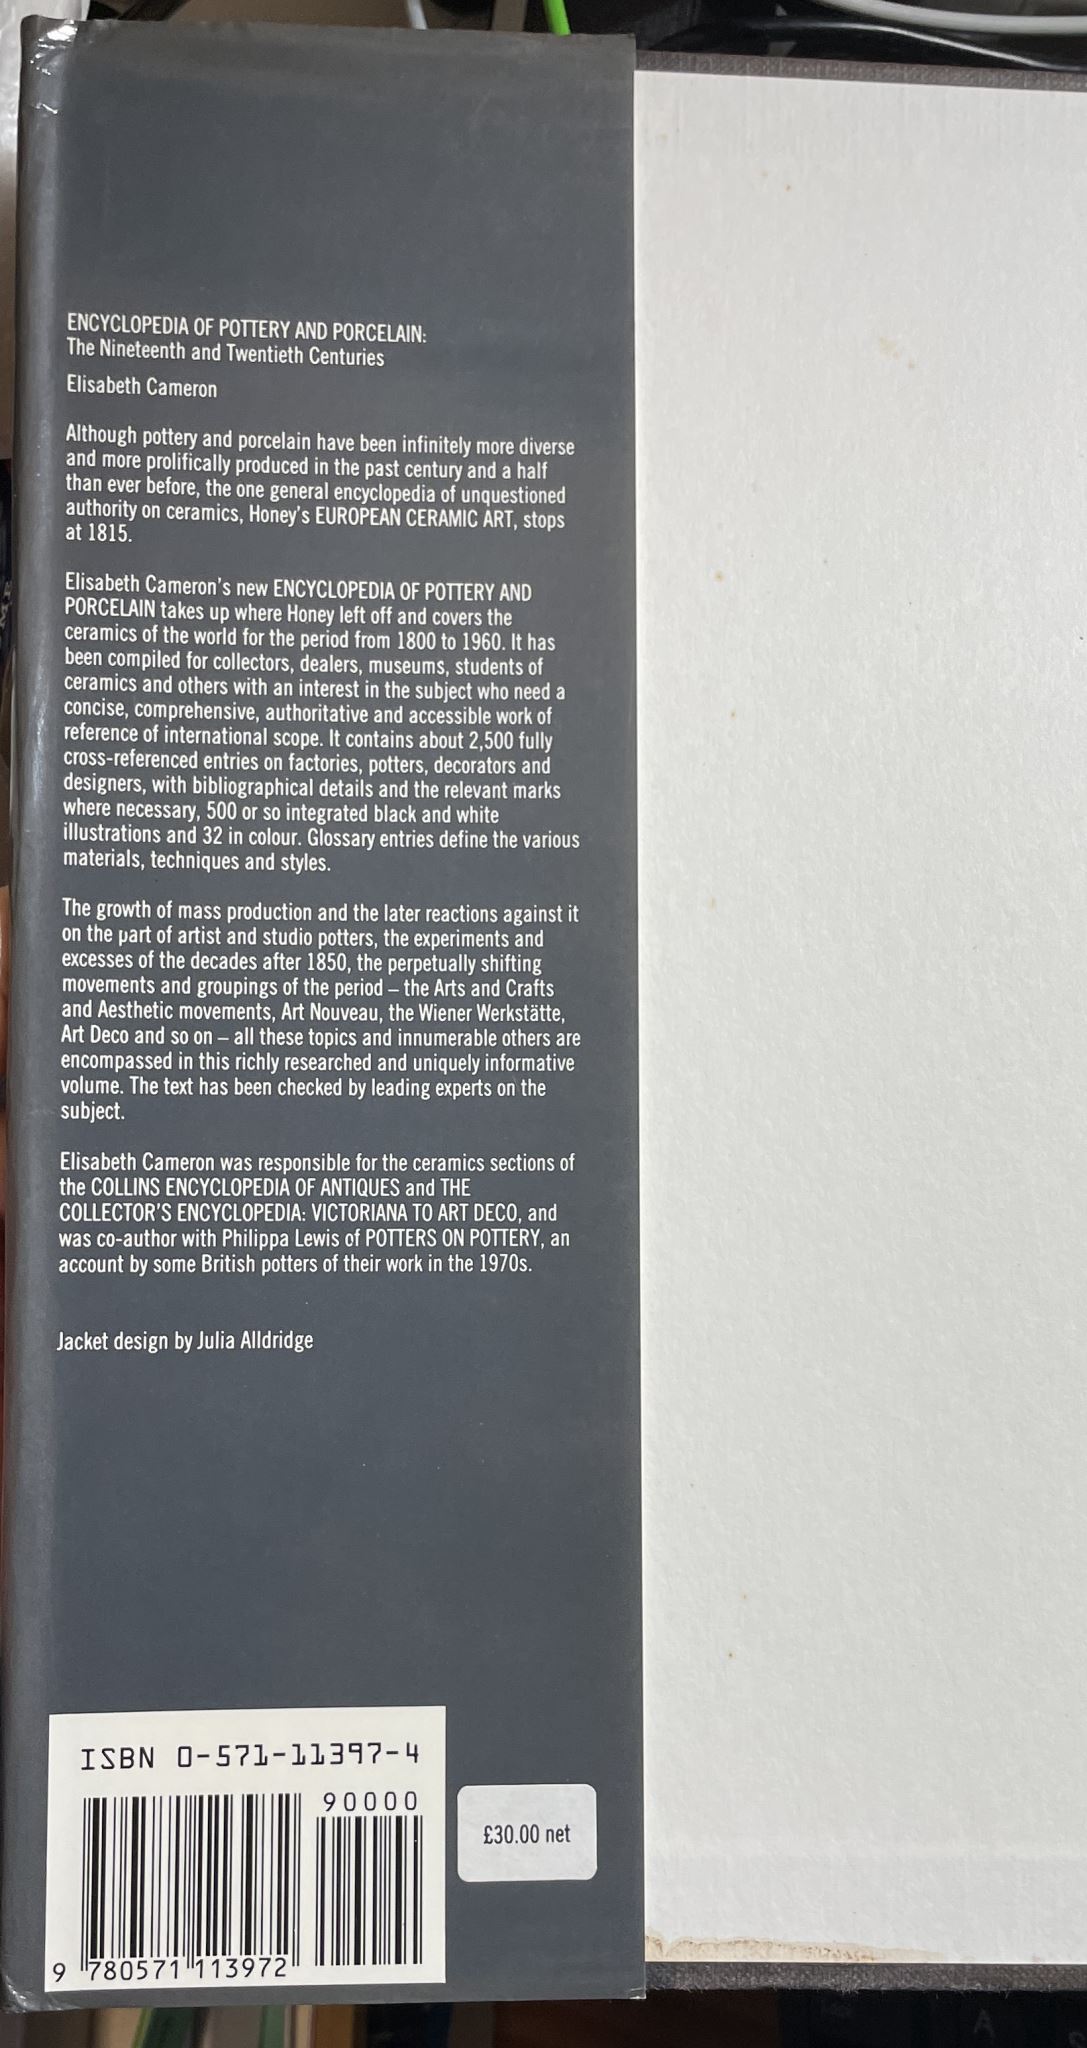 ENCYCLOPEDIA OF POTTERY AND PORCELAIN:
The Nineteenth and Twentieth Centuries
Elisabeth Cameron
Although pottery and porcelain have been infinitely more diverse
and more prolifically produced in the past century and a half
than ever before, the one general encyclopedia of unquestioned
authority on ceramics, Honey's EUROPEAN CERAMIC ART, stops
at 1815.
Elisabeth Cameron's new ENCYCLOPEDIA OF POTTERY AND
PORCELAIN takes up where Honey left off and covers the
ceramics of the world for the period from 1800 to 1960. It has
been compiled for collectors, dealers, museums, students of
ceramics and others with an interest in the subject who need a
concise, comprehensive, authoritative and accessible work of
reference of international scope. It contains about 2,500 fully
cross-referenced entries on factories, potters, decorators and
designers, with bibliographical details and the relevant marks
where necessary, 500 or so integrated black and white
illustrations and 32 in colour. Glossary entries define the various
materials, techniques and styles.
The growth of mass production and the later reactions against it
on the part of artist and studio potters, the experiments and
excesses of the decades after 1850, the perpetually shifting
movements and groupings of the period – the Arts and Crafts
and Aesthetic movements, Art Nouveau, the Wiener Werkstätte,
Art Deco and so on – all these topics and innumerable others are
encompassed in this richly researched and uniquely informative
volume. The text has been checked by leading experts on the
subject.
Elisabeth Cameron was responsible for the ceramics sections of
the COLLINS ENCYCLOPEDIA OF ANTIQUES and THE
COLLECTOR'S ENCYCLOPEDIA: VICTORIANA TO ART DECO, and
was co-author with Philippa Lewis of POTTERS ON POTTERY, an
account by some British potters of their work in the 1970s.
Jacket design by Julia Alldridge
ISBN 0-571-11397-4
90000
£30.00 net
9 780571 113972